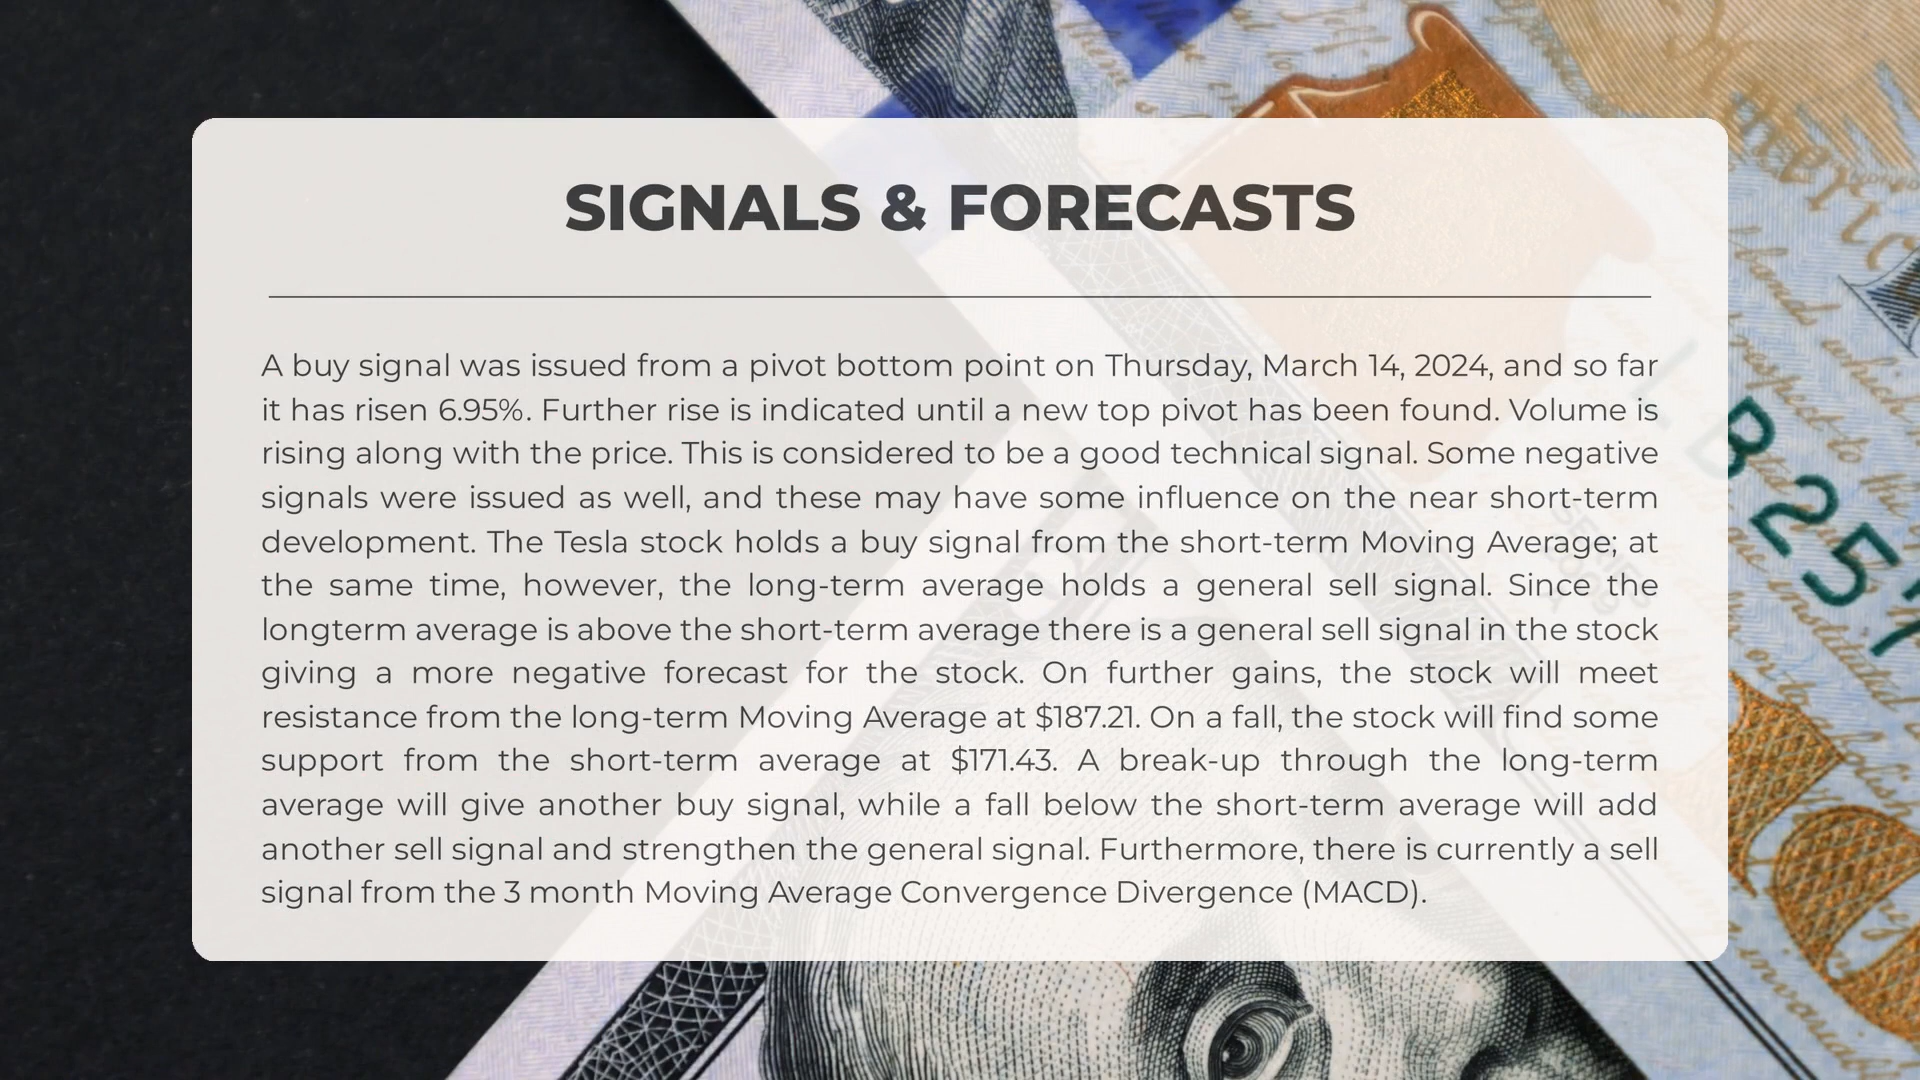 SIGNALS & FORECASTS
A buy signal was issued from a pivot bottom point on Thursday, March 14, 2024, and so far
it has risen 6.95%. Further rise is indicated until a new top pivot has been found. Volume is
rising along with the price. This is considered to be a good technical signal. Some negative
signals were issued as well, and these may have some influence on the near short-term
development. The Tesla stock holds a buy signal from the short-term Moving Average; at
the same time, however, the long-term average holds a general sell signal. Since the
longterm average is above the short-term average there is a general sell signal in the stock
giving a more negative forecast for the stock. On further gains, the stock will meet
resistance from the long-term Moving Average at $187.21. On a fall, the stock will find some
support from the short-term average at $171.43. A break-up through the long-term
average will give another buy signal, while a fall below the short-term average will add
another sell signal and strengthen the general signal. Furthermore, there is currently a sell
signal from the 3 month Moving Average Convergence Divergence (MACD).
LB257